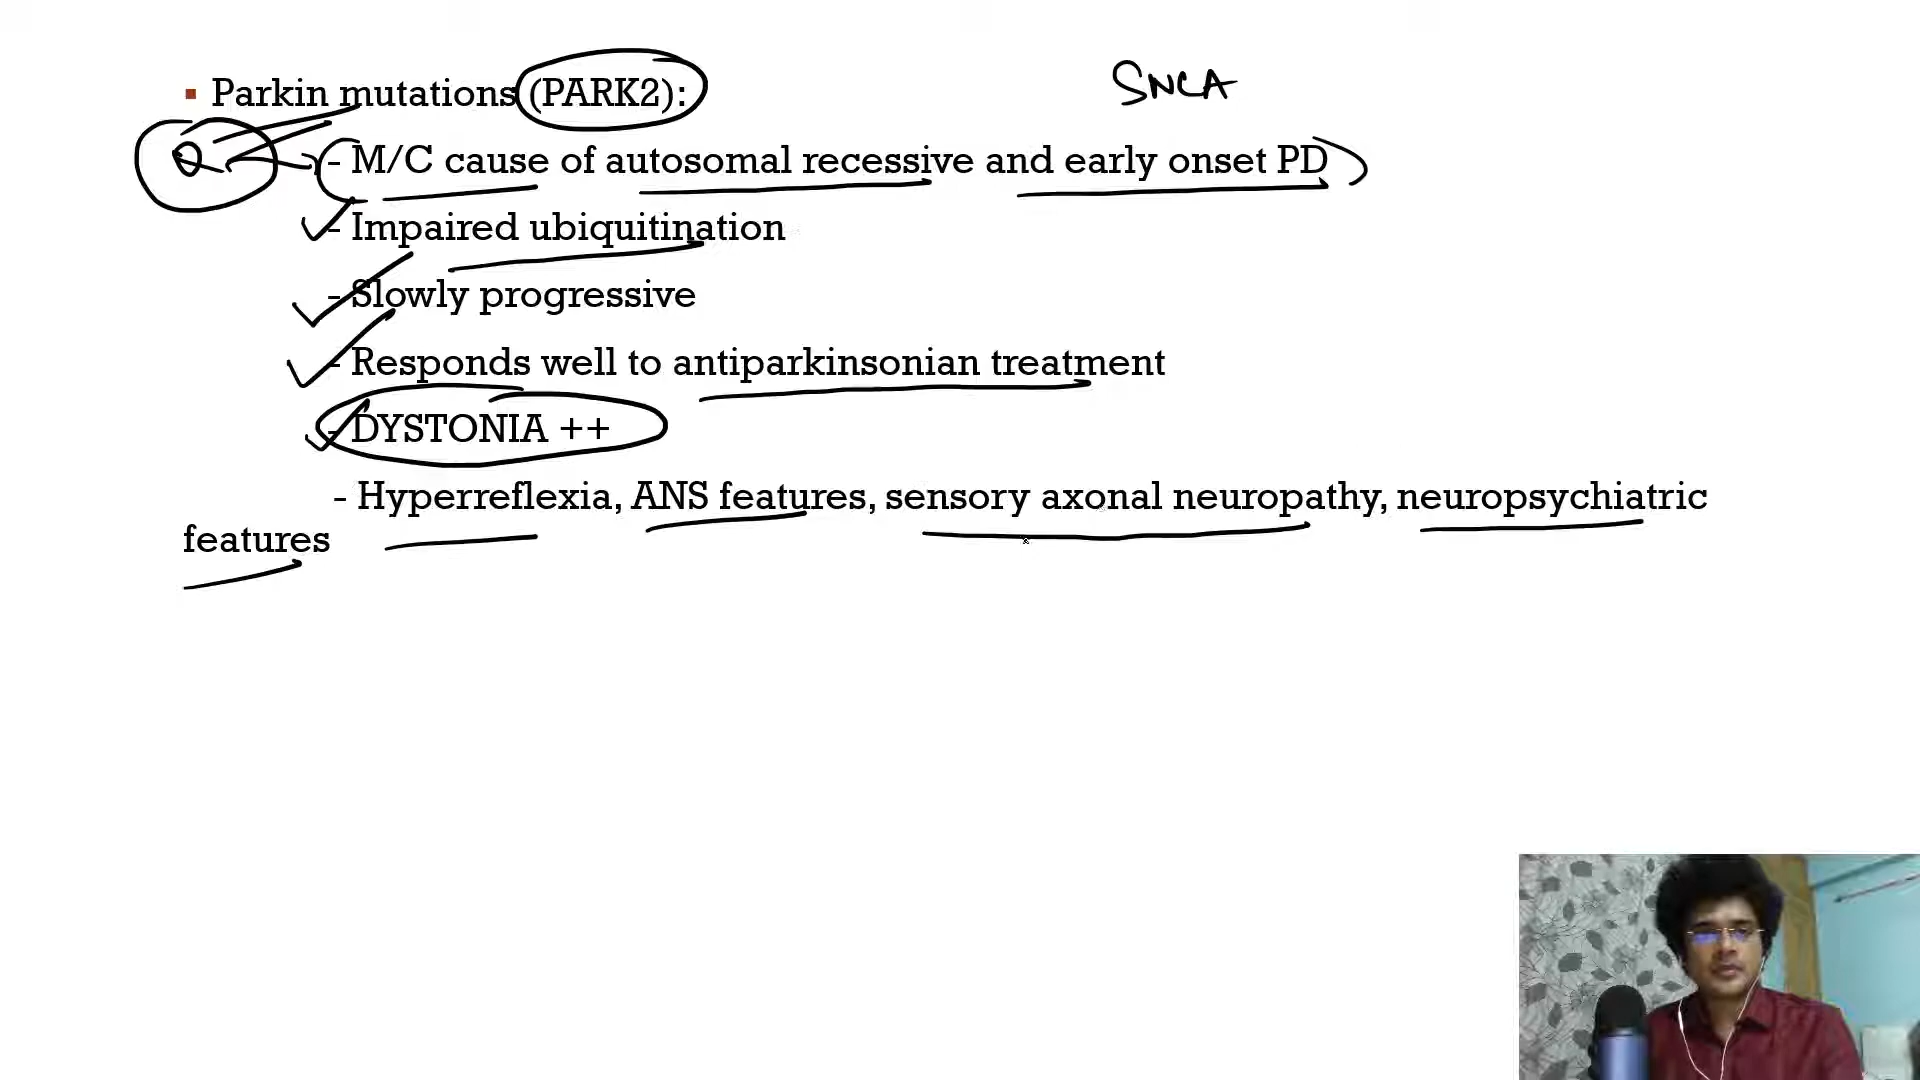 ▪ Parkin mutations (PARK2):
SNCA
- M/C cause of autosomal recessive and early onset PD
- Impaired ubiquitination
- Slowly progressive
- Responds well to antiparkinsonian treatment
- DYSTONIA ++
- Hyperreflexia, ANS features, sensory axonal neuropathy, neuropsychiatric
features